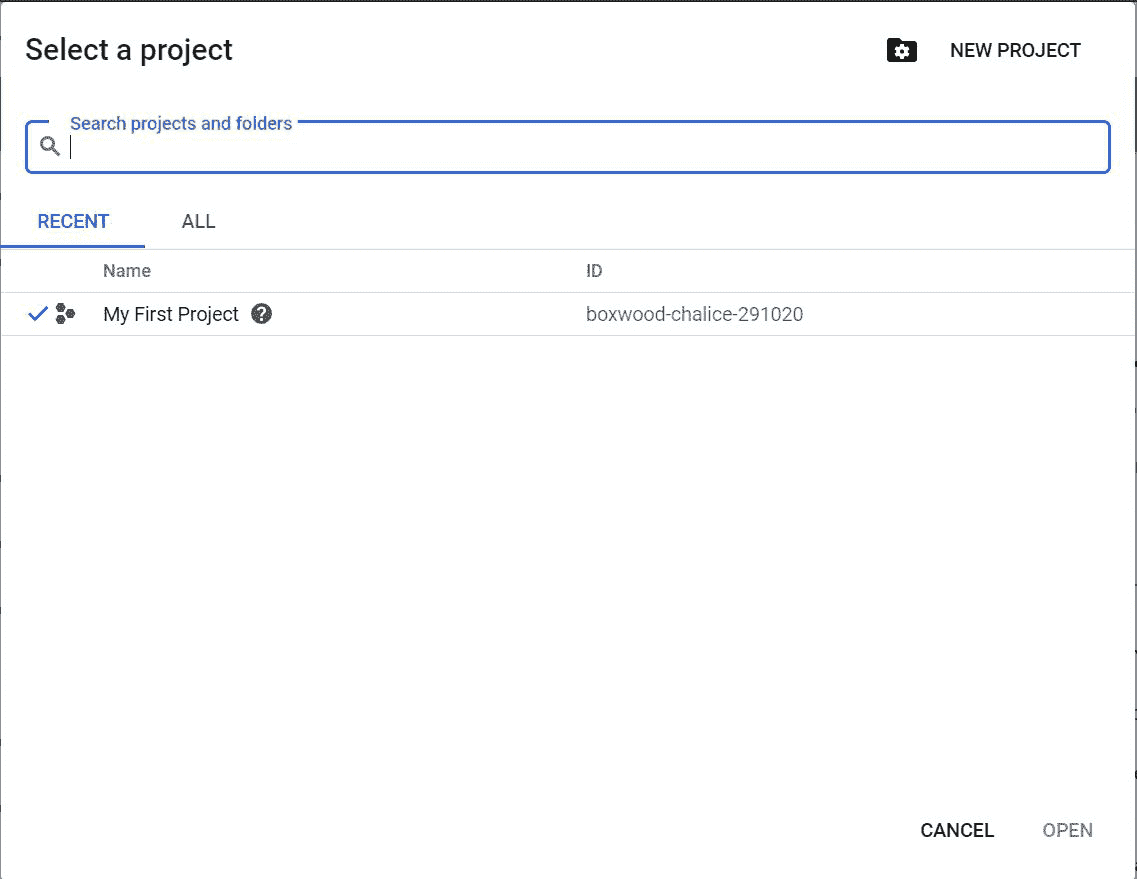 Select a project
NEW PROJECT
Search projects and folders
RECENT
ALL
Name
ID
My First Project
boxwood-chalice-291020
CANCEL
OPEN